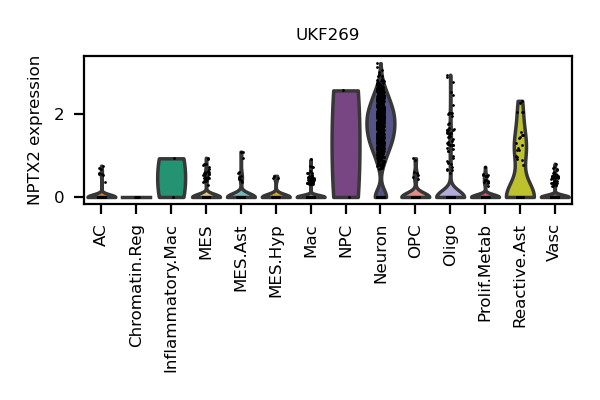 UKF269
NPTX2 expression
2
0
AC
Chromatin.Reg
Inflammatory.Mac
MES
MES.Ast
MES.Hyp
Mac
NPC
Neuron
OPC
Oligo
Prolif.Metab
Reactive.Ast
Vasc